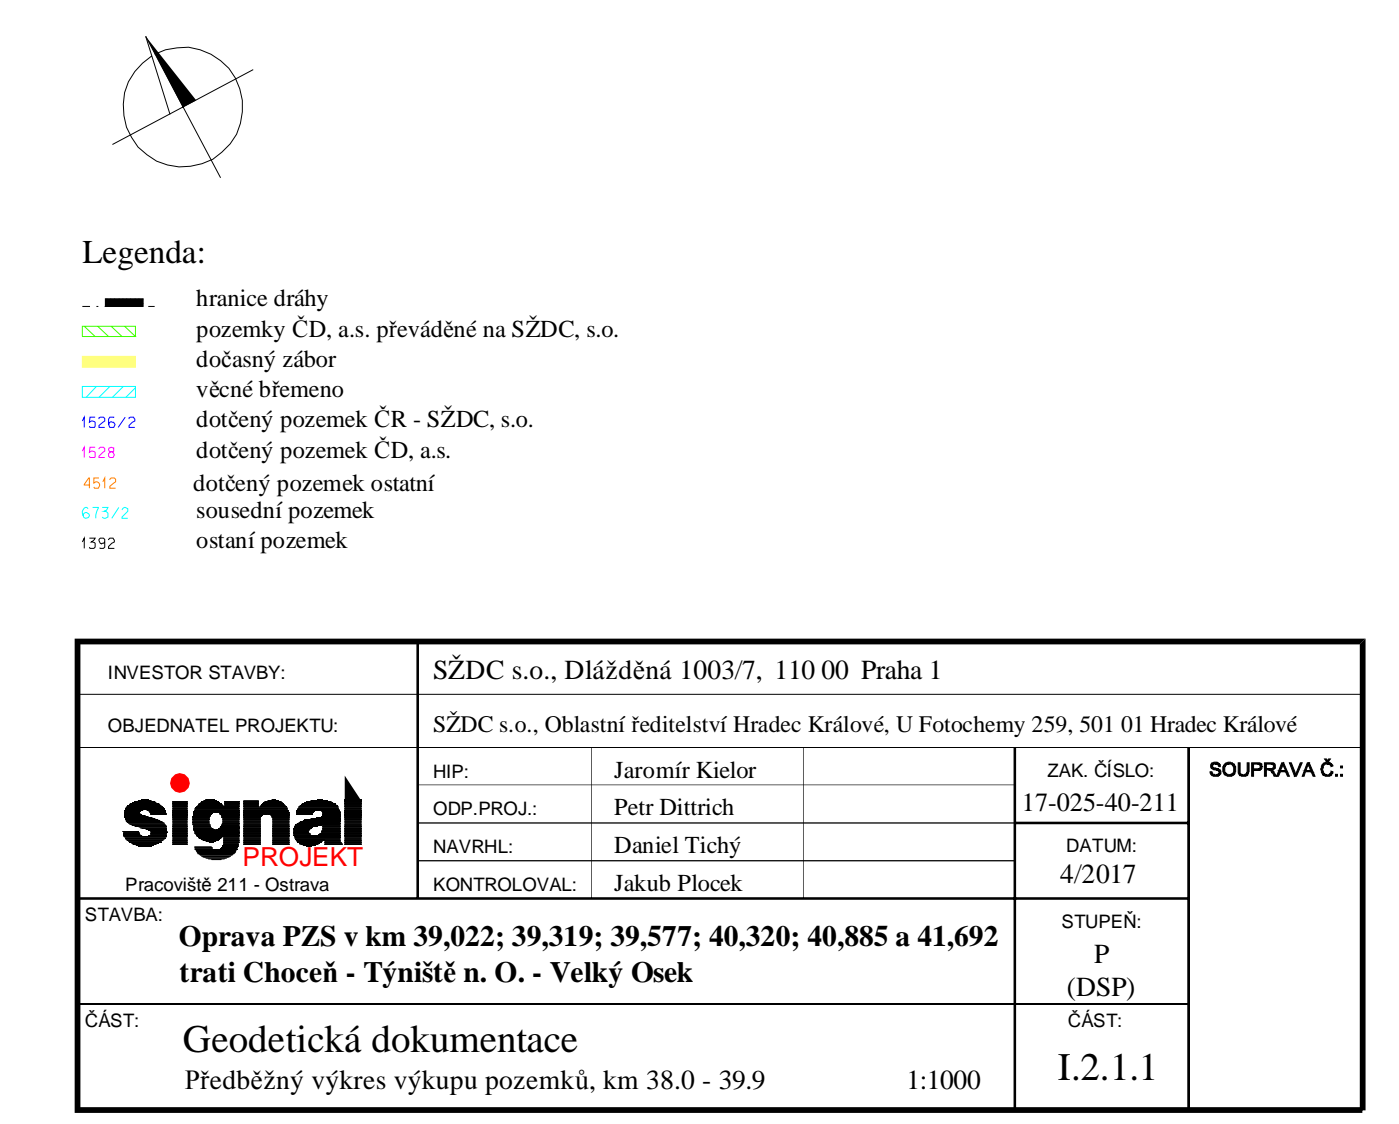 Legenda:
hranice dráhy
pozemky ČD, a.s. převáděné na SŽDC, s.o.
dočasný zábor
věcné břemeno
1526/2 dotčený pozemek ČR - SŽDC, s.o.
1528 dotčený pozemek ČD, a.s.
4512 dotčený pozemek ostatní
673/2 sousední pozemek
1392 ostaní pozemek
INVESTOR STAVBY: SŽDC s.o., Dlážděná 1003/7, 110 00 Praha 1
OBJEDNATEL PROJEKTU: SŽDC s.o., Oblastní ředitelství Hradec Králové, U Fotochemy 259, 501 01 Hradec Králové
signal
PROJEKT
Pracoviště 211 - Ostrava
HIP: Jaromír Kielor
ODP.PROJ.: Petr Dittrich
NAVRHL: Daniel Tichý
KONTROLOVAL: Jakub Plocek
ZAK. ČÍSLO:
17-025-40-211
DATUM:
4/2017
SOUPRAVA Č.:
STAVBA:
Oprava PZS v km 39,022; 39,319; 39,577; 40,320; 40,885 a 41,692
trati Choceň - Týniště n. O. - Velký Osek
STUPEŇ:
P
(DSP)
ČÁST:
Geodetická dokumentace
Předběžný výkres výkupu pozemků, km 38.0 - 39.9 1:1000
ČÁST:
I.2.1.1